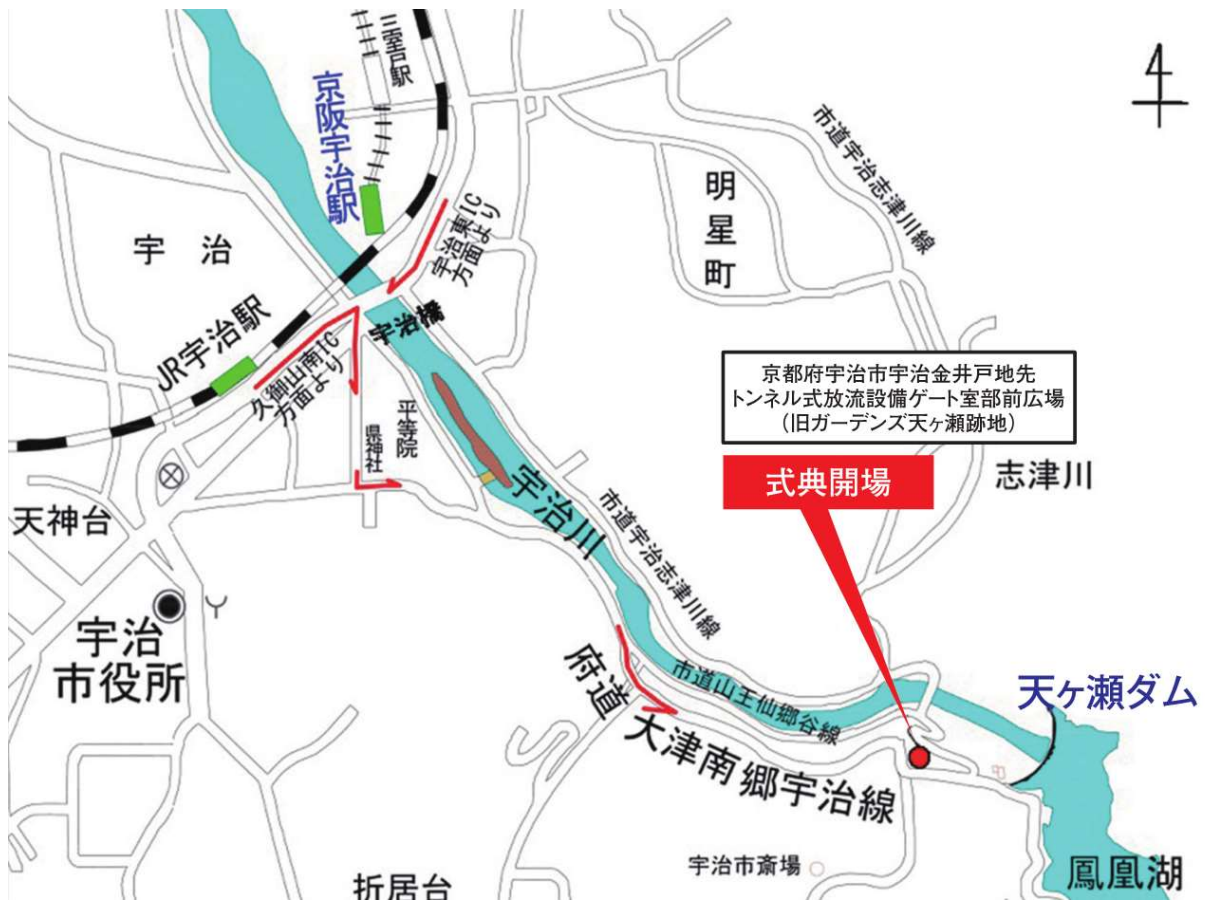 三室戸駅
京阪宇治駅
市道宇治志津川線
明星町
宇治
宇治東IC
方面より
JR宇治駅
宇治橋
久御山南IC
方面より
平等院
県神社
京都府宇治市宇治金井戸地先
トンネル式放流設備ゲート室部前広場
(旧ガーデンズ天ヶ瀬跡地)
式典開場
志津川
宇治川
天神台
市道宇治志津川線
宇治
市役所
府道
大津南郷宇治線
市道山王仙郷谷線
天ヶ瀬ダム
宇治市斎場
折居台
鳳凰湖